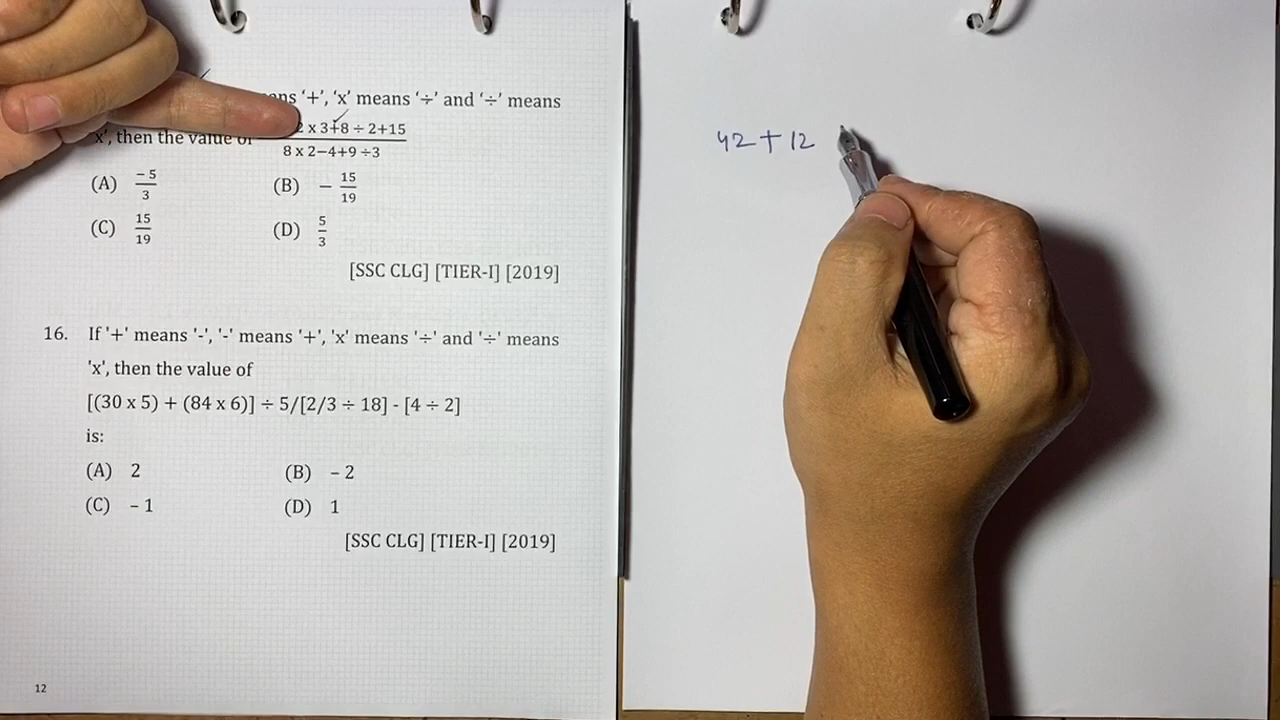 means '+', 'x' means '÷' and '÷' means
'x', then the value of
2 x 3+8 ÷ 2+15
8 x 2−4+9 ÷3
(A) −5/3 (B) − 15/19
(C) 15/19 (D) 5/3
[SSC CLG] [TIER-I] [2019]
16. If '+' means '-', '-' means '+', 'x' means '÷' and '÷' means
'x', then the value of
[(30 x 5) + (84 x 6)] ÷ 5/[2/3 ÷ 18] - [4 ÷ 2]
is:
(A) 2 (B) − 2
(C) − 1 (D) 1
[SSC CLG] [TIER-I] [2019]
12
42 + 12